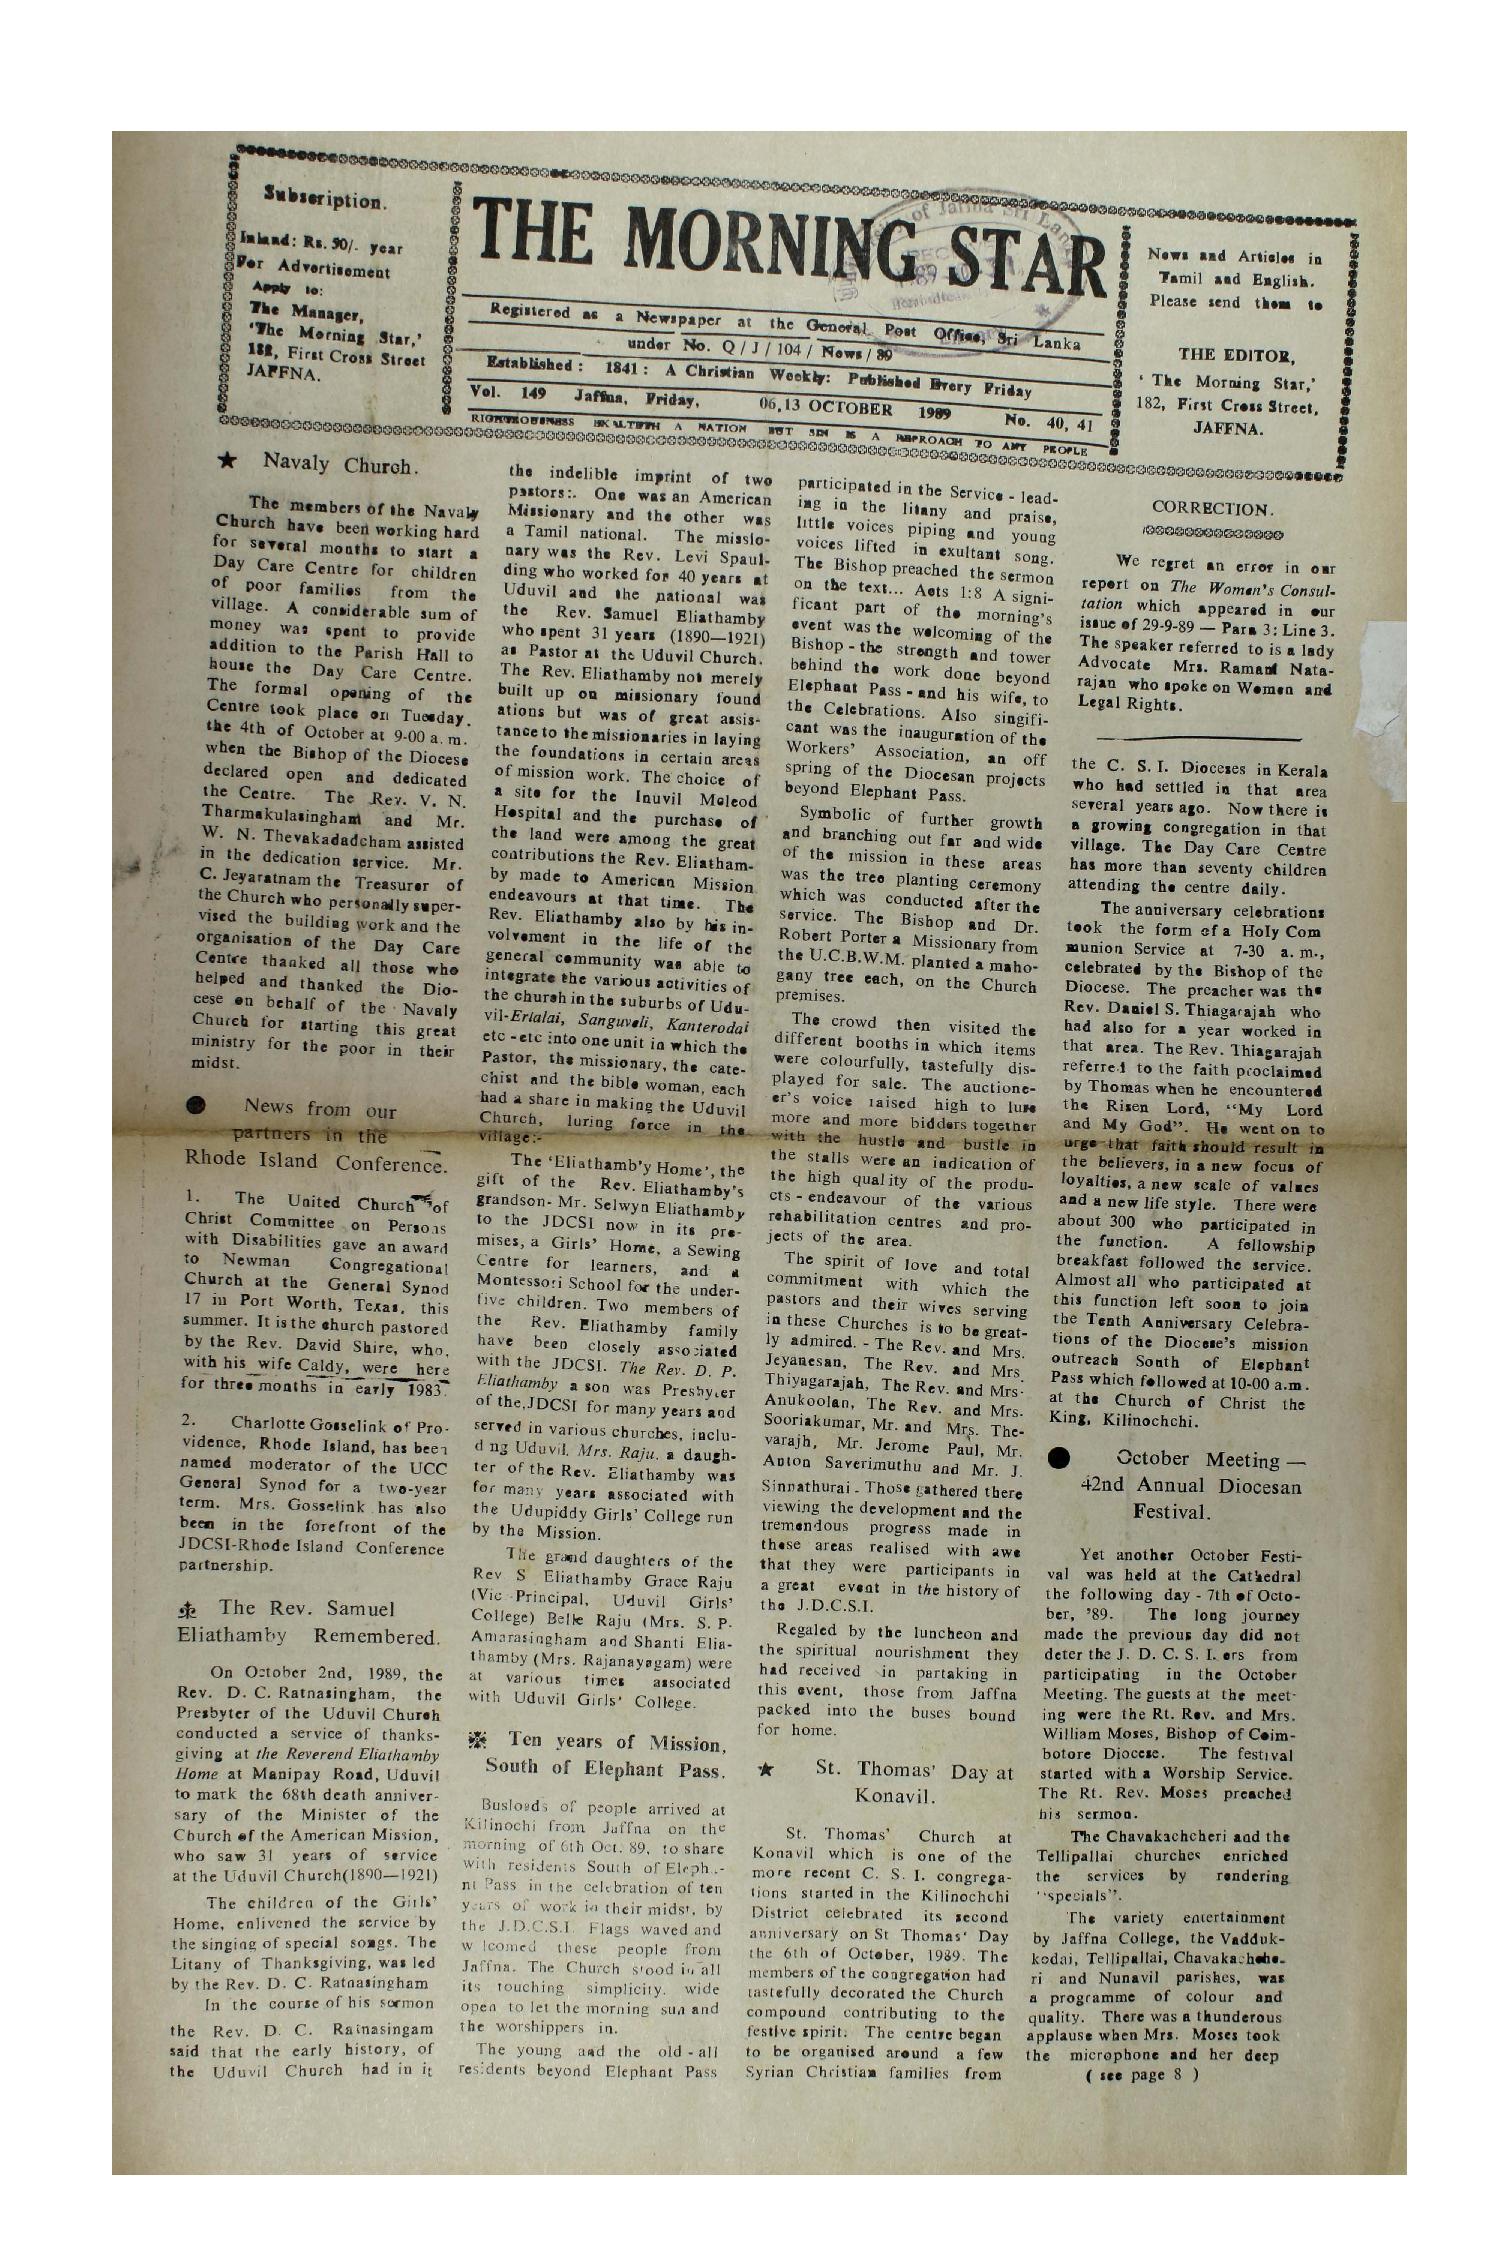 Subscription.
Inland: Rs. 50/. year
For Advertisement
Apply to:
The Manager,
'The Morning Star,'
182, First Cross Street
JAFFNA.
THE MORNING STAR
Registered as a Newspaper at the General Post Office, Sri Lanka
under No. Q / J / 104 / News / 89
Established : 1841 : A Christian Weekly: Published Every Friday
Vol. 149 Jaffna, Friday, 06,13 OCTOBER 1989 No. 40, 41
RIGHTEOUSNESS EXALTETH A NATION BUT SIN IS A REPROACH TO ANY PEOPLE
News and Articles in
Tamil and English.
Please send them to
THE EDITOR,
' The Morning Star,'
182, First Cross Street,
JAFFNA.
★ Navaly Church.
The members of the Navaly
Church have been working hard
for several months to start a
Day Care Centre for children
of poor families from the
village. A considerable sum of
money was spent to provide
addition to the Parish Hall to
house the Day Care Centre.
The formal opening of the
Centre took place on Tuesday,
the 4th of October at 9-00 a. m.
when the Bishop of the Diocese
declared open and dedicated
the Centre. The Rev. V. N.
Tharmakulasingham and Mr.
W. N. Thevakadadcham assisted
in the dedication service. Mr.
C. Jeyaratnam the Treasurer of
the Church who personally super-
vised the building work and the
organisation of the Day Care
Centre thanked all those who
helped and thanked the Dio-
cese on behalf of the Navaly
Church for starting this great
ministry for the poor in their
midst.
● News from our
partners in the
Rhode Island Conference.
1. The United Church of
Christ Committee on Persons
with Disabilities gave an award
to Newman Congregational
Church at the General Synod
17 in Port Worth, Texas, this
summer. It is the church pastored
by the Rev. David Shire, who,
with his wife Caldy, were here
for three months in early 1983.
2. Charlotte Gosselink of Pro-
vidence, Rhode Island, has been
named moderator of the UCC
General Synod for a two-year
term. Mrs. Gosselink has also
been in the forefront of the
JDCSI-Rhode Island Conference
partnership.
The Rev. Samuel
Eliathamby Remembered.
On October 2nd, 1989, the
Rev. D. C. Ratnasingham, the
Presbyter of the Uduvil Church
conducted a service of thanks-
giving at the Reverend Eliathamby
Home at Manipay Road, Uduvil
to mark the 68th death anniver-
sary of the Minister of the
Church of the American Mission,
who saw 31 years of service
at the Uduvil Church(1890—1921)
The children of the Girls'
Home, enlivened the service by
the singing of special songs. The
Litany of Thanksgiving, was led
by the Rev. D. C. Ratnasingham
In the course of his sermon
the Rev. D. C. Ratnasingam
said that the early history, of
the Uduvil Church had in it
the indelible imprint of two
pastors:. One was an American
Missionary and the other was
a Tamil national. The missio-
nary was the Rev. Levi Spaul-
ding who worked for 40 years at
Uduvil and the national was
the Rev. Samuel Eliathamby
who spent 31 years (1890—1921)
as Pastor at the Uduvil Church.
The Rev. Eliathamby not merely
built up on missionary found
ations but was of great assis-
tance to the missionaries in laying
the foundations in certain areas
of mission work. The choice of
a site for the Inuvil Mcleod
Hospital and the purchase of
the land were among the great
contributions the Rev. Eliatham-
by made to American Mission
endeavours at that time. The
Rev. Eliathamby also by his in-
volvement in the life of the
general community was able to
integrate the various activities of
the church in the suburbs of Udu-
vil-Erlalai, Sanguveli, Kanterodai
etc - etc into one unit in which the
Pastor, the missionary, the cate-
chist and the bible woman, each
had a share in making the Uduvil
Church, luring force in the
village:-
The 'Eliathamb'y Home', the
gift of the Rev. Eliathamby's
grandson- Mr. Selwyn Eliathamby
to the JDCSI now in its pre-
mises, a Girls' Home, a Sewing
Centre for learners, and a
Montessori School for the under-
five children. Two members of
the Rev. Eliathamby family
have been closely associated
with the JDCSI. The Rev. D. P.
Eliathamby a son was Presbyter
of the JDCSI for many years and
served in various churches, inclu-
d ng Uduvil. Mrs. Raju, a daugh-
ter of the Rev. Eliathamby was
for many years associated with
the Udupiddy Girls' College run
by the Mission.
The grand daughters of the
Rev S Eliathamby Grace Raju
(Vic -Principal, Uduvil Girls'
College) Belle Raju (Mrs. S. P.
Amarasingham and Shanti Elia-
thamby (Mrs. Rajanayagam) were
at various times associated
with Uduvil Girls' College.
Ten years of Mission,
South of Elephant Pass.
Busloads of people arrived at
Kilinochi from Jaffna on the
morning of 6th Oct. 89, to share
with residents South of Eleph.-
nt Pass in the celebration of ten
years of work in their midst, by
the J.D.C.S.I. Flags waved and
w lcomed these people from
Jaffna. The Church stood in all
its touching simplicity, wide
open to let the morning sun and
the worshippers in.
The young and the old - all
residents beyond Elephant Pass
participated in the Service - lead-
ing in the litany and praise,
little voices piping and young
voices lifted in exultant song.
The Bishop preached the sermon
on the text... Acts 1:8 A signi-
ficant part of the morning's
event was the welcoming of the
Bishop - the strength and tower
behind the work done beyond
Elephant Pass - and his wife, to
the Celebrations. Also singifi-
cant was the inauguration of the
Workers' Association, an off
spring of the Diocesan projects
beyond Elephant Pass.
Symbolic of further growth
and branching out far and wide
of the mission in these areas
was the tree planting ceremony
which was conducted after the
service. The Bishop and Dr.
Robert Porter a Missionary from
the U.C.B.W.M. planted a maho-
gany tree each, on the Church
premises.
The crowd then visited the
different booths in which items
were colourfully, tastefully dis-
played for sale. The auctione-
er's voice raised high to lure
more and more bidders together
with the hustle and bustle in
the stalls were an indication of
the high quality of the produ-
cts - endeavour of the various
rehabilitation centres and pro-
jects of the area.
The spirit of love and total
commitment with which the
pastors and their wives serving
in these Churches is to be great-
ly admired. - The Rev. and Mrs.
Jeyanesan, The Rev. and Mrs.
Thiyagarajah, The Rev. and Mrs.
Anukoolan, The Rev. and Mrs.
Sooriakumar, Mr. and Mrs. The-
varajh, Mr. Jerome Paul, Mr.
Anton Saverimuthu and Mr. J.
Sinnathurai - Those gathered there
viewing the development and the
tremendous progress made in
these areas realised with awe
that they were participants in
a great event in the history of
the J.D.C.S.I.
Regaled by the luncheon and
the spiritual nourishment they
had received in partaking in
this event, those from Jaffna
packed into the buses bound
for home.
★ St. Thomas' Day at
Konavil.
St. Thomas' Church at
Konavil which is one of the
more recent C. S. I. congrega-
tions started in the Kilinochchi
District celebrated its second
anniversary on St Thomas' Day
the 6th of October, 1989. The
members of the congregation had
tastefully decorated the Church
compound contributing to the
festive spirit. The centre began
to be organised around a few
Syrian Christian families from
CORRECTION.
We regret an error in our
report on The Women's Consul-
tation which appeared in our
issue of 29-9-89 — Para 3: Line 3.
The speaker referred to is a lady
Advocate Mrs. Ramani Nata-
rajan who spoke on Women and
Legal Rights.
the C. S. I. Dioceses in Kerala
who had settled in that area
several years ago. Now there is
a growing congregation in that
village. The Day Care Centre
has more than seventy children
attending the centre daily.
The anniversary celebrations
took the form of a Holy Com
munion Service at 7-30 a. m.,
celebrated by the Bishop of the
Diocese. The preacher was the
Rev. Daniel S. Thiagarajah who
had also for a year worked in
that area. The Rev. Thiagarajah
referred to the faith proclaimed
by Thomas when he encountered
the Risen Lord, "My Lord
and My God". He went on to
urge that faith should result in
the believers, in a new focus of
loyalties, a new scale of values
and a new life style. There were
about 300 who participated in
the function. A fellowship
breakfast followed the service.
Almost all who participated at
this function left soon to join
the Tenth Anniversary Celebra-
tions of the Diocese's mission
outreach South of Elephant
Pass which followed at 10-00 a.m.
at the Church of Christ the
King, Kilinochchi.
● October Meeting —
42nd Annual Diocesan
Festival.
Yet another October Festi-
val was held at the Cathedral
the following day - 7th of Octo-
ber, '89. The long journey
made the previous day did not
deter the J. D. C. S. I. ers from
participating in the October
Meeting. The guests at the meet-
ing were the Rt. Rev. and Mrs.
William Moses, Bishop of Coim-
botore Diocese. The festival
started with a Worship Service.
The Rt. Rev. Moses preached
his sermon.
The Chavakachcheri and the
Tellipallai churches enriched
the services by rendering
"specials".
The variety entertainment
by Jaffna College, the Vadduk-
kodai, Tellipallai, Chavakachche-
ri and Nunavil parishes, was
a programme of colour and
quality. There was a thunderous
applause when Mrs. Moses took
the microphone and her deep
( see page 8 )